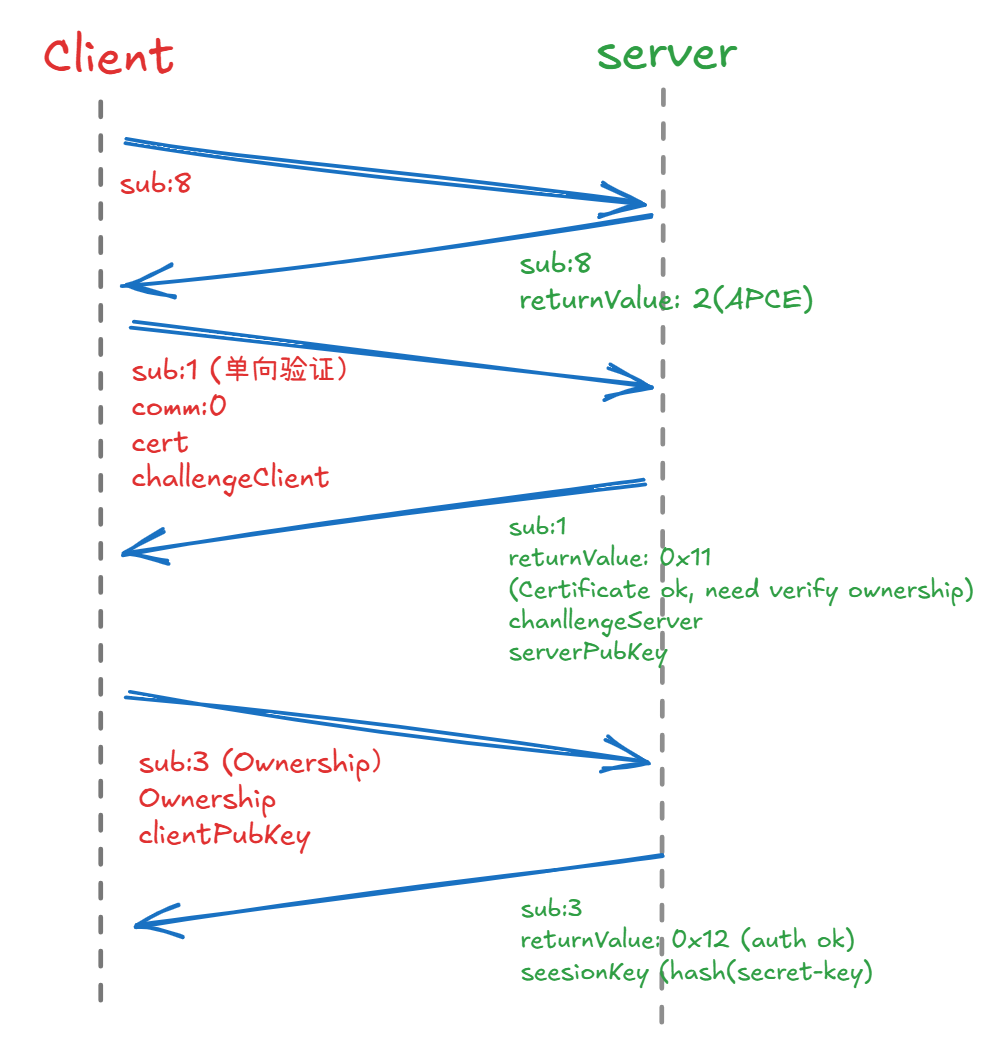 Client
server
sub:8
sub:8
returnValue: 2(APCE)
sub:1 (单向验证)
comm:0
cert
challengeClient
sub:1
returnValue: 0x11
(Certificate ok, need verify ownership)
chanllengeServer
serverPubKey
sub:3 (Ownership)
Ownership
clientPubKey
sub:3
returnValue: 0x12 (auth ok)
seesionKey (hash(secret-key)